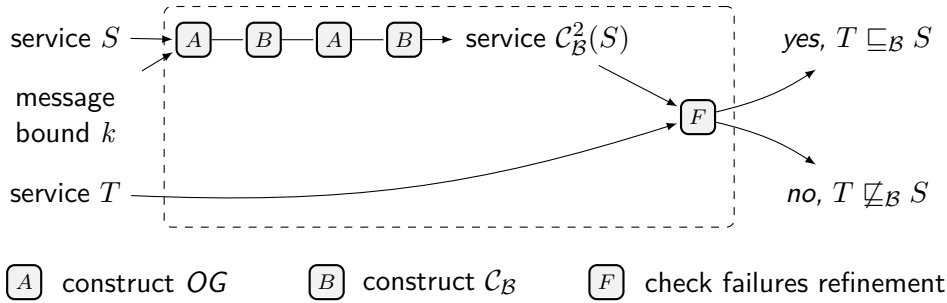 service S A B A B service 𝒞²_ℬ(S) yes, T ⊑_ℬ S
message
bound k
F
service T no, T ⋢_ℬ S
A construct OG B construct 𝒞_ℬ F check failures refinement